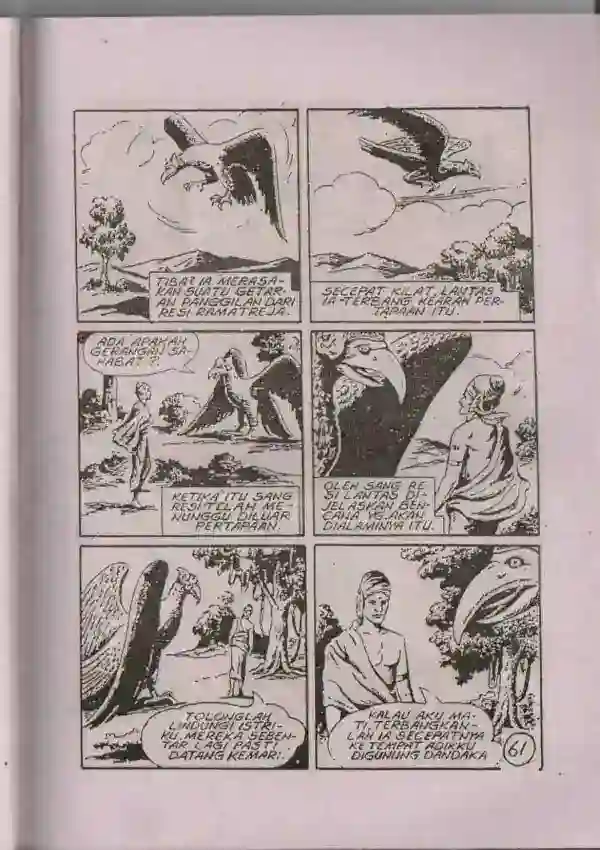 TIBA² IA MERASA-
KAN SUATU GETAR-
AN PANGGILAN DARI
RESI RAMATREJA.
SECEPAT KILAT, LANTAS
IA TERBANG KEARAH PER-
TAPAAN ITU.
ADA APAKAH
GERANGAN SA-
HABAT?!
KETIKA ITU SANG
RESI TELAH ME-
NUNGGU DILUAR
PERTAPAAN.
OLEH SANG RE
SI LANTAS DI-
JELASKAN BEN-
CANA YG. AKAN
DIALAMINYA ITU.
TOLONGLAH
LINDUNGI ISTRI-
KU. MEREKA SEBEN-
TAR LAGI PASTI
DATANG KEMARI.
KALAU AKU MA-
TI, TERBANGKAN-
LAH IA SECEPATNYA
KE TEMPAT ADIKKU
DIGUNUNG DANDAKA
61